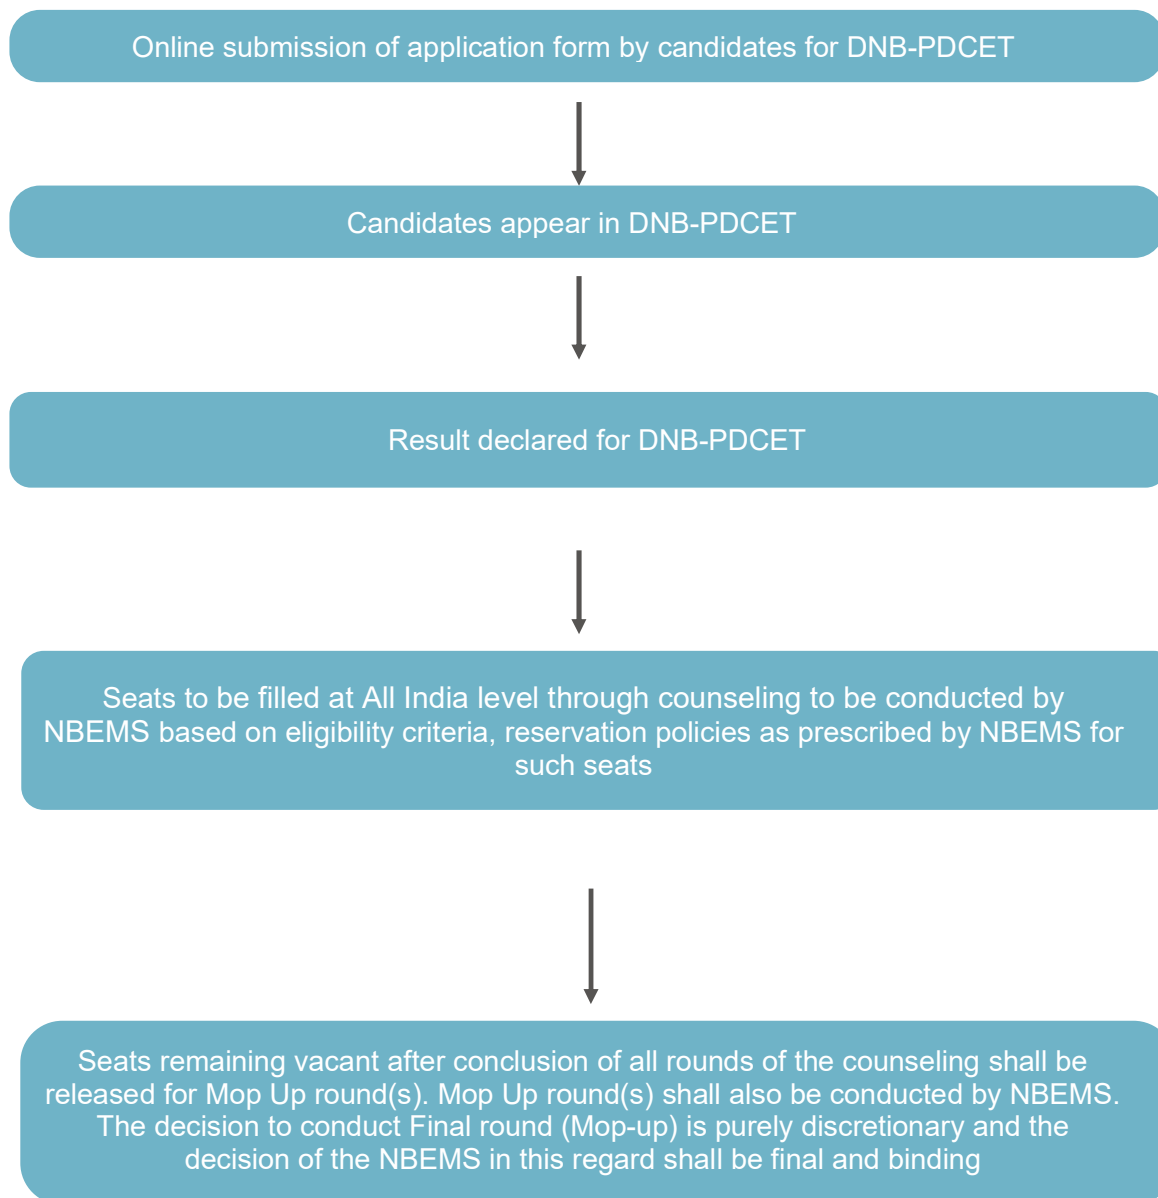 Online submission of application form by candidates for DNB-PDCET
Candidates appear in DNB-PDCET
Result declared for DNB-PDCET
Seats to be filled at All India level through counseling to be conducted by
NBEMS based on eligibility criteria, reservation policies as prescribed by NBEMS for
such seats
Seats remaining vacant after conclusion of all rounds of the counseling shall be
released for Mop Up round(s). Mop Up round(s) shall also be conducted by NBEMS.
The decision to conduct Final round (Mop-up) is purely discretionary and the
decision of the NBEMS in this regard shall be final and binding